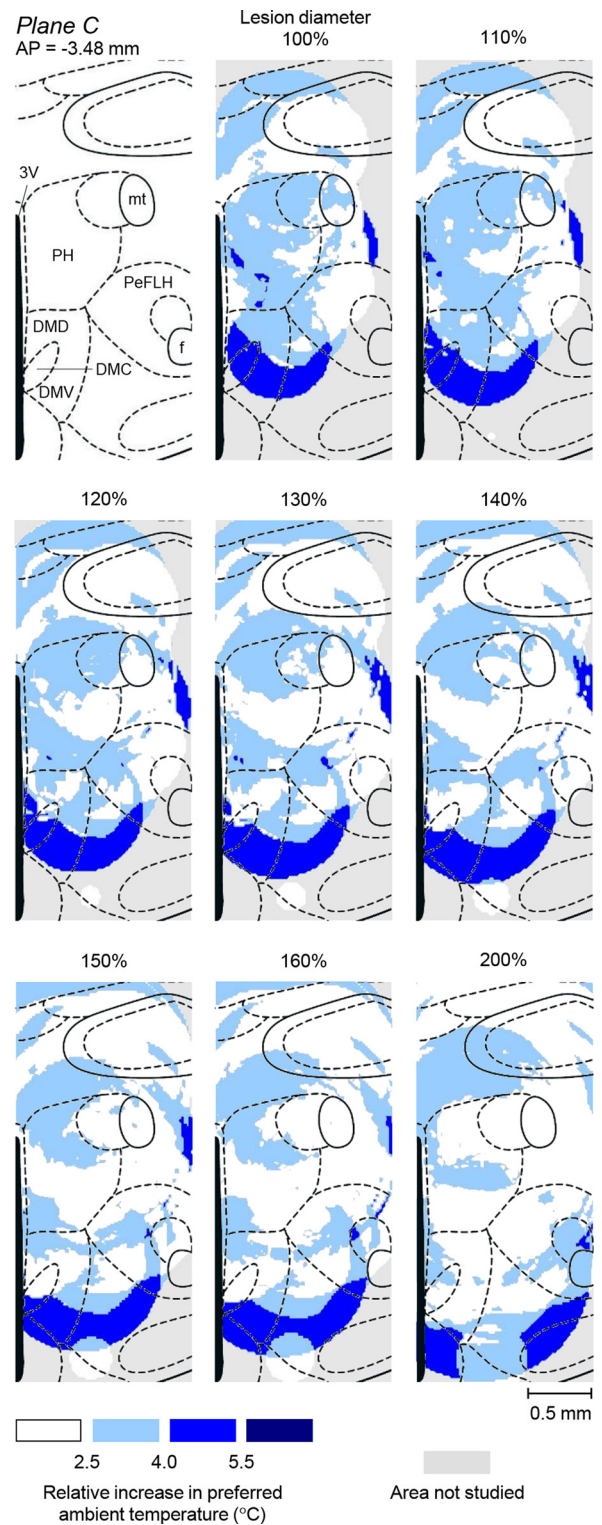 Plane C
AP = -3.48 mm
Lesion diameter
100%
110%
3V
mt
PH
PeFLH
DMD
f
DMC
DMV
120%
130%
140%
150%
160%
200%
0.5 mm
2.5
4.0
5.5
Relative increase in preferred
ambient temperature (°C)
Area not studied